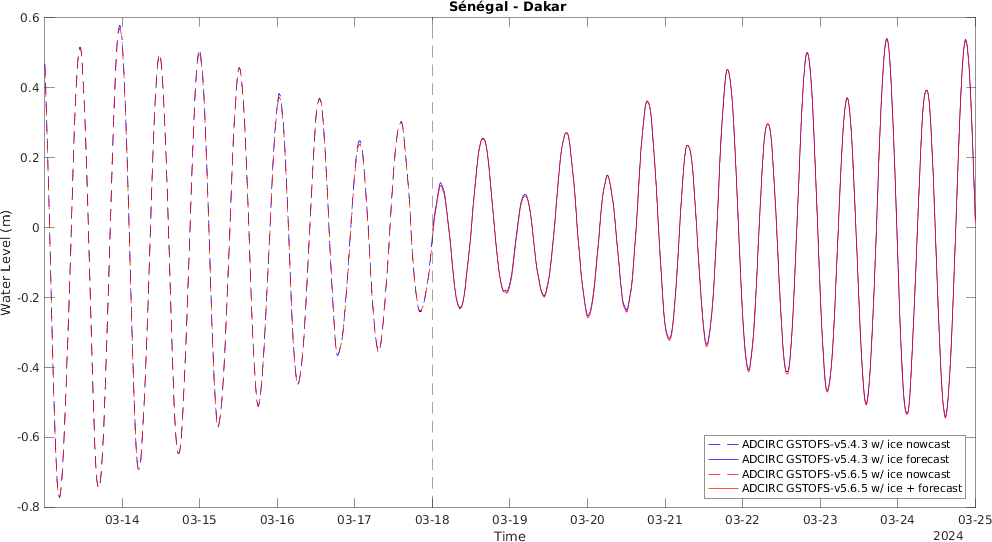 Sénégal - Dakar
0.6
0.4
0.2
0
-0.2
-0.4
-0.6
-0.8
Water Level (m)
ADCIRC GSTOFS-v5.4.3 w/ ice nowcast
ADCIRC GSTOFS-v5.4.3 w/ ice forecast
ADCIRC GSTOFS-v5.6.5 w/ ice nowcast
ADCIRC GSTOFS-v5.6.5 w/ ice + forecast
03-14 03-15 03-16 03-17 03-18 03-19 03-20 03-21 03-22 03-23 03-24 03-25
Time
2024